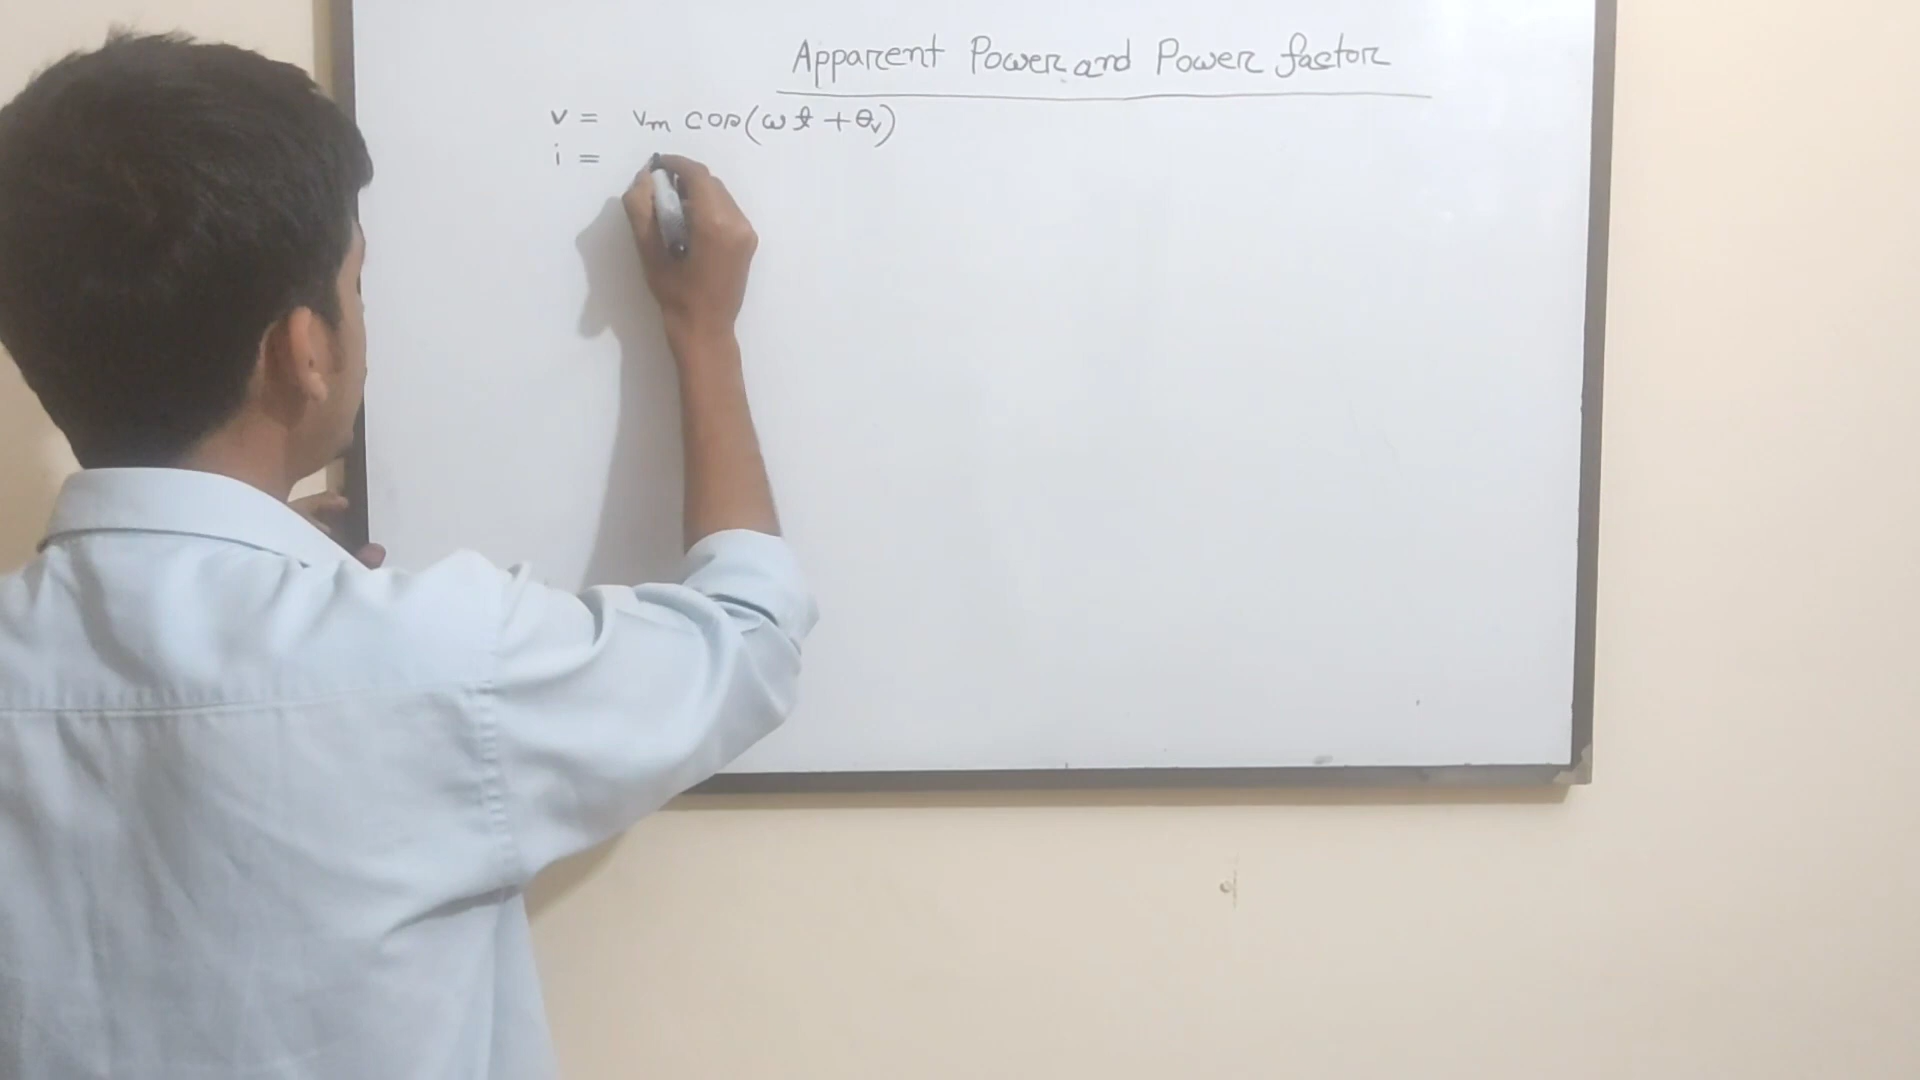 Apparent Power and Power factor
v = vm cos(ωt + θv)
i =